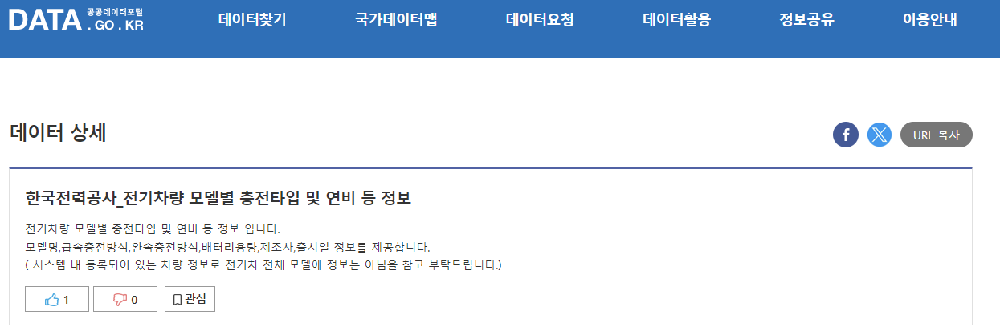 DATA 공공데이터포털
. GO . KR
데이터찾기 국가데이터맵 데이터요청 데이터활용 정보공유 이용안내
데이터 상세
f X URL 복사
한국전력공사_전기차량 모델별 충전타입 및 연비 등 정보
전기차량 모델별 충전타입 및 연비 등 정보 입니다.
모델명,급속충전방식,완속충전방식,배터리용량,제조사,출시일 정보를 제공합니다.
( 시스템 내 등록되어 있는 차량 정보로 전기차 전체 모델에 정보는 아님을 참고 부탁드립니다.)
1 0 관심